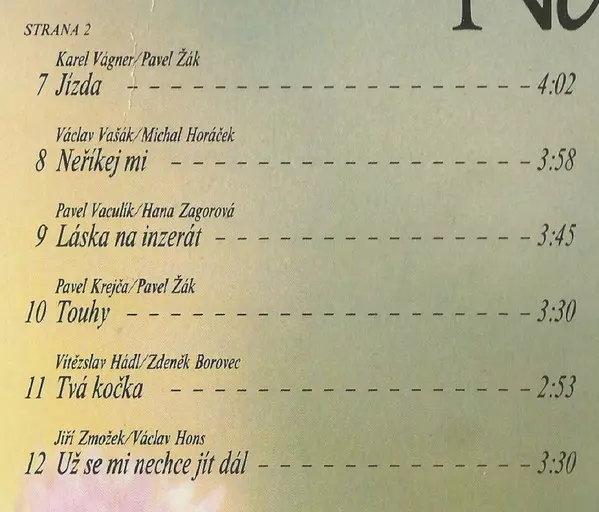 STRANA 2
Karel Vágner/Pavel Žák
7 Jízda – – – – – – – – – – – – – – – – – – – 4:02
Václav Vašák/Michal Horáček
8 Neříkej mi – – – – – – – – – – – – – – – – – 3:58
Pavel Vaculík/Hana Zagorová
9 Láska na inzerát – – – – – – – – – – – – – – – 3:45
Pavel Krejča/Pavel Žák
10 Touhy – – – – – – – – – – – – – – – – – – – 3:30
Vítězslav Hádl/Zdeněk Borovec
11 Tvá kočka – – – – – – – – – – – – – – – – – 2:53
Jiří Zmožek/Václav Hons
12 Už se mi nechce jít dál – – – – – – – – – – – – – 3:30